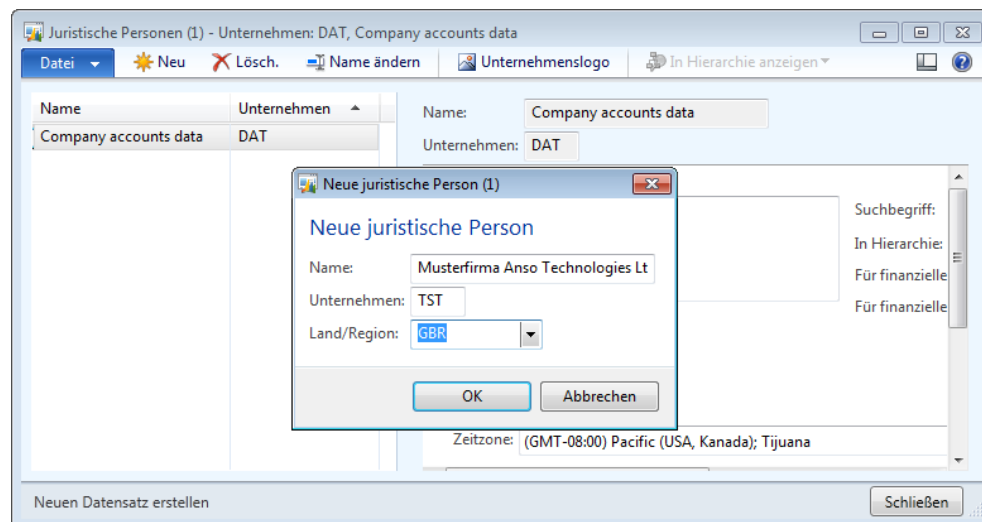 Juristische Personen (1) - Unternehmen: DAT, Company accounts data
Datei Neu Lösch. Name ändern Unternehmenslogo In Hierarchie anzeigen
Name Unternehmen
Company accounts data DAT
Name: Company accounts data
Unternehmen: DAT
Suchbegriff:
In Hierarchie:
Für finanzielle
Für finanzielle
Neue juristische Person (1)
Neue juristische Person
Name: Musterfirma Anso Technologies Lt
Unternehmen: TST
Land/Region: GBR
OK Abbrechen
Zeitzone: (GMT-08:00) Pacific (USA, Kanada); Tijuana
Neuen Datensatz erstellen
Schließen